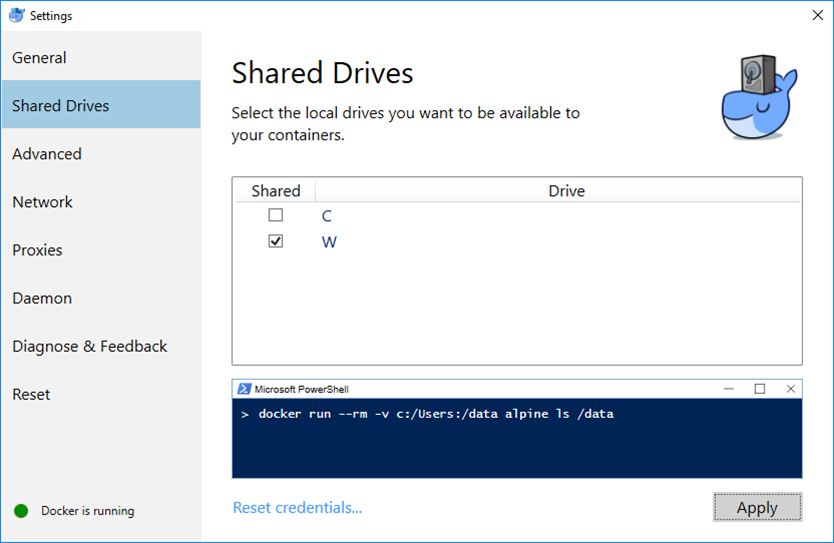 Settings
General
Shared Drives
Advanced
Network
Proxies
Daemon
Diagnose & Feedback
Reset
Docker is running
Shared Drives
Select the local drives you want to be available to
your containers.
Shared Drive
C
W
Microsoft PowerShell
> docker run --rm -v c:/Users:/data alpine ls /data
Reset credentials...
Apply